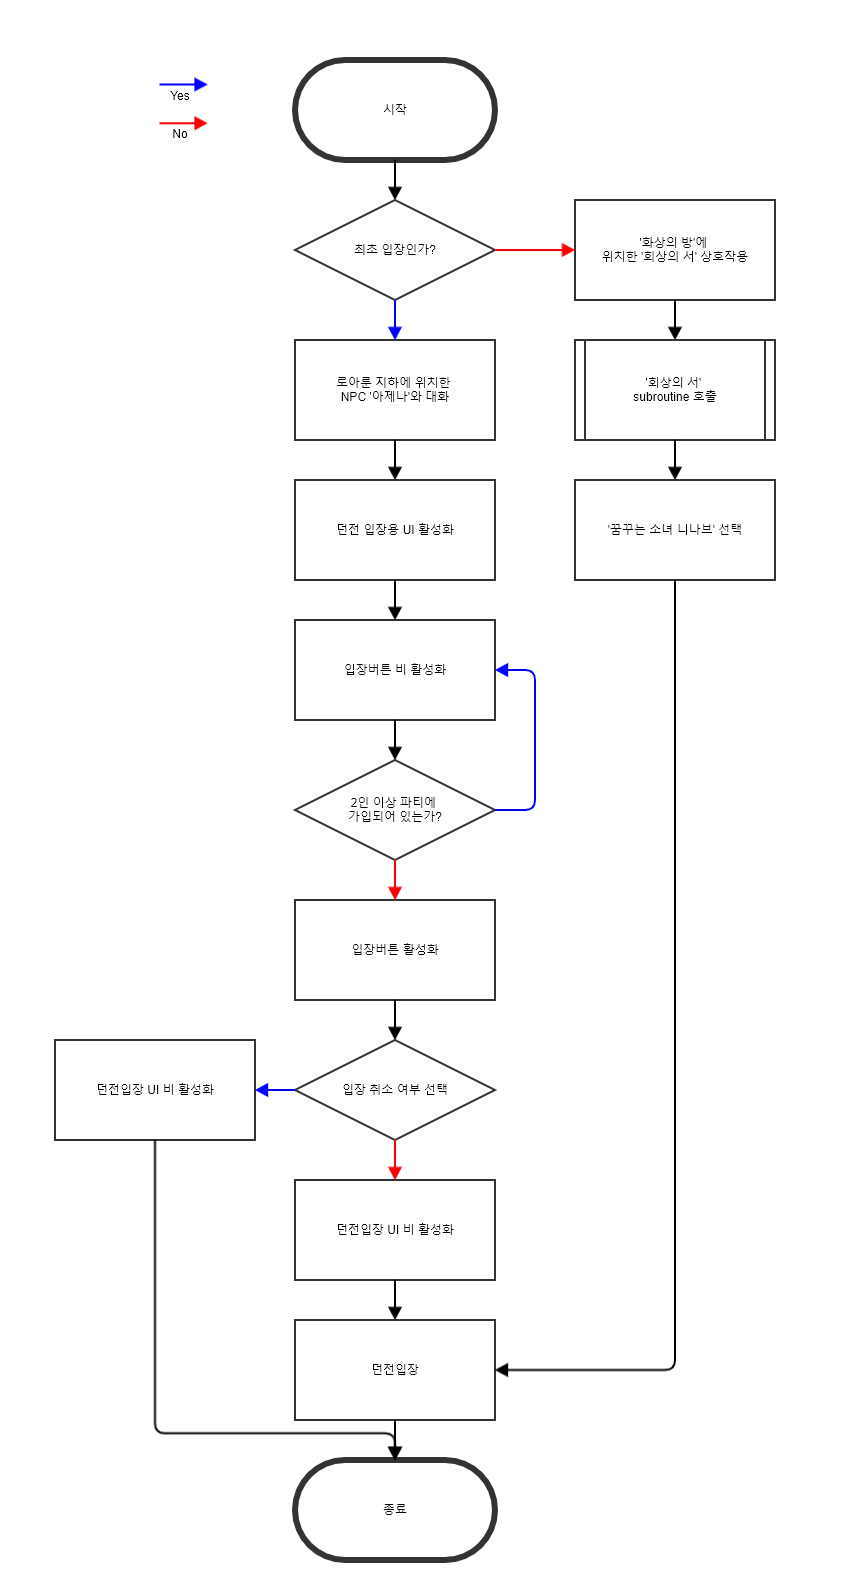 시작
Yes
No
최초 입장인가?
'화상의 방'에
위치한 '회상의 서' 상호작용
로아룬 지하에 위치한
NPC '아제나'와 대화
'회상의 서'
subroutine 호출
던전 입장용 UI 활성화
'꿈꾸는 소녀 니나브' 선택
입장버튼 비 활성화
2인 이상 파티에
가입되어 있는가?
입장버튼 활성화
던전입장 UI 비 활성화
입장 취소 여부 선택
던전입장 UI 비 활성화
던전입장
종료